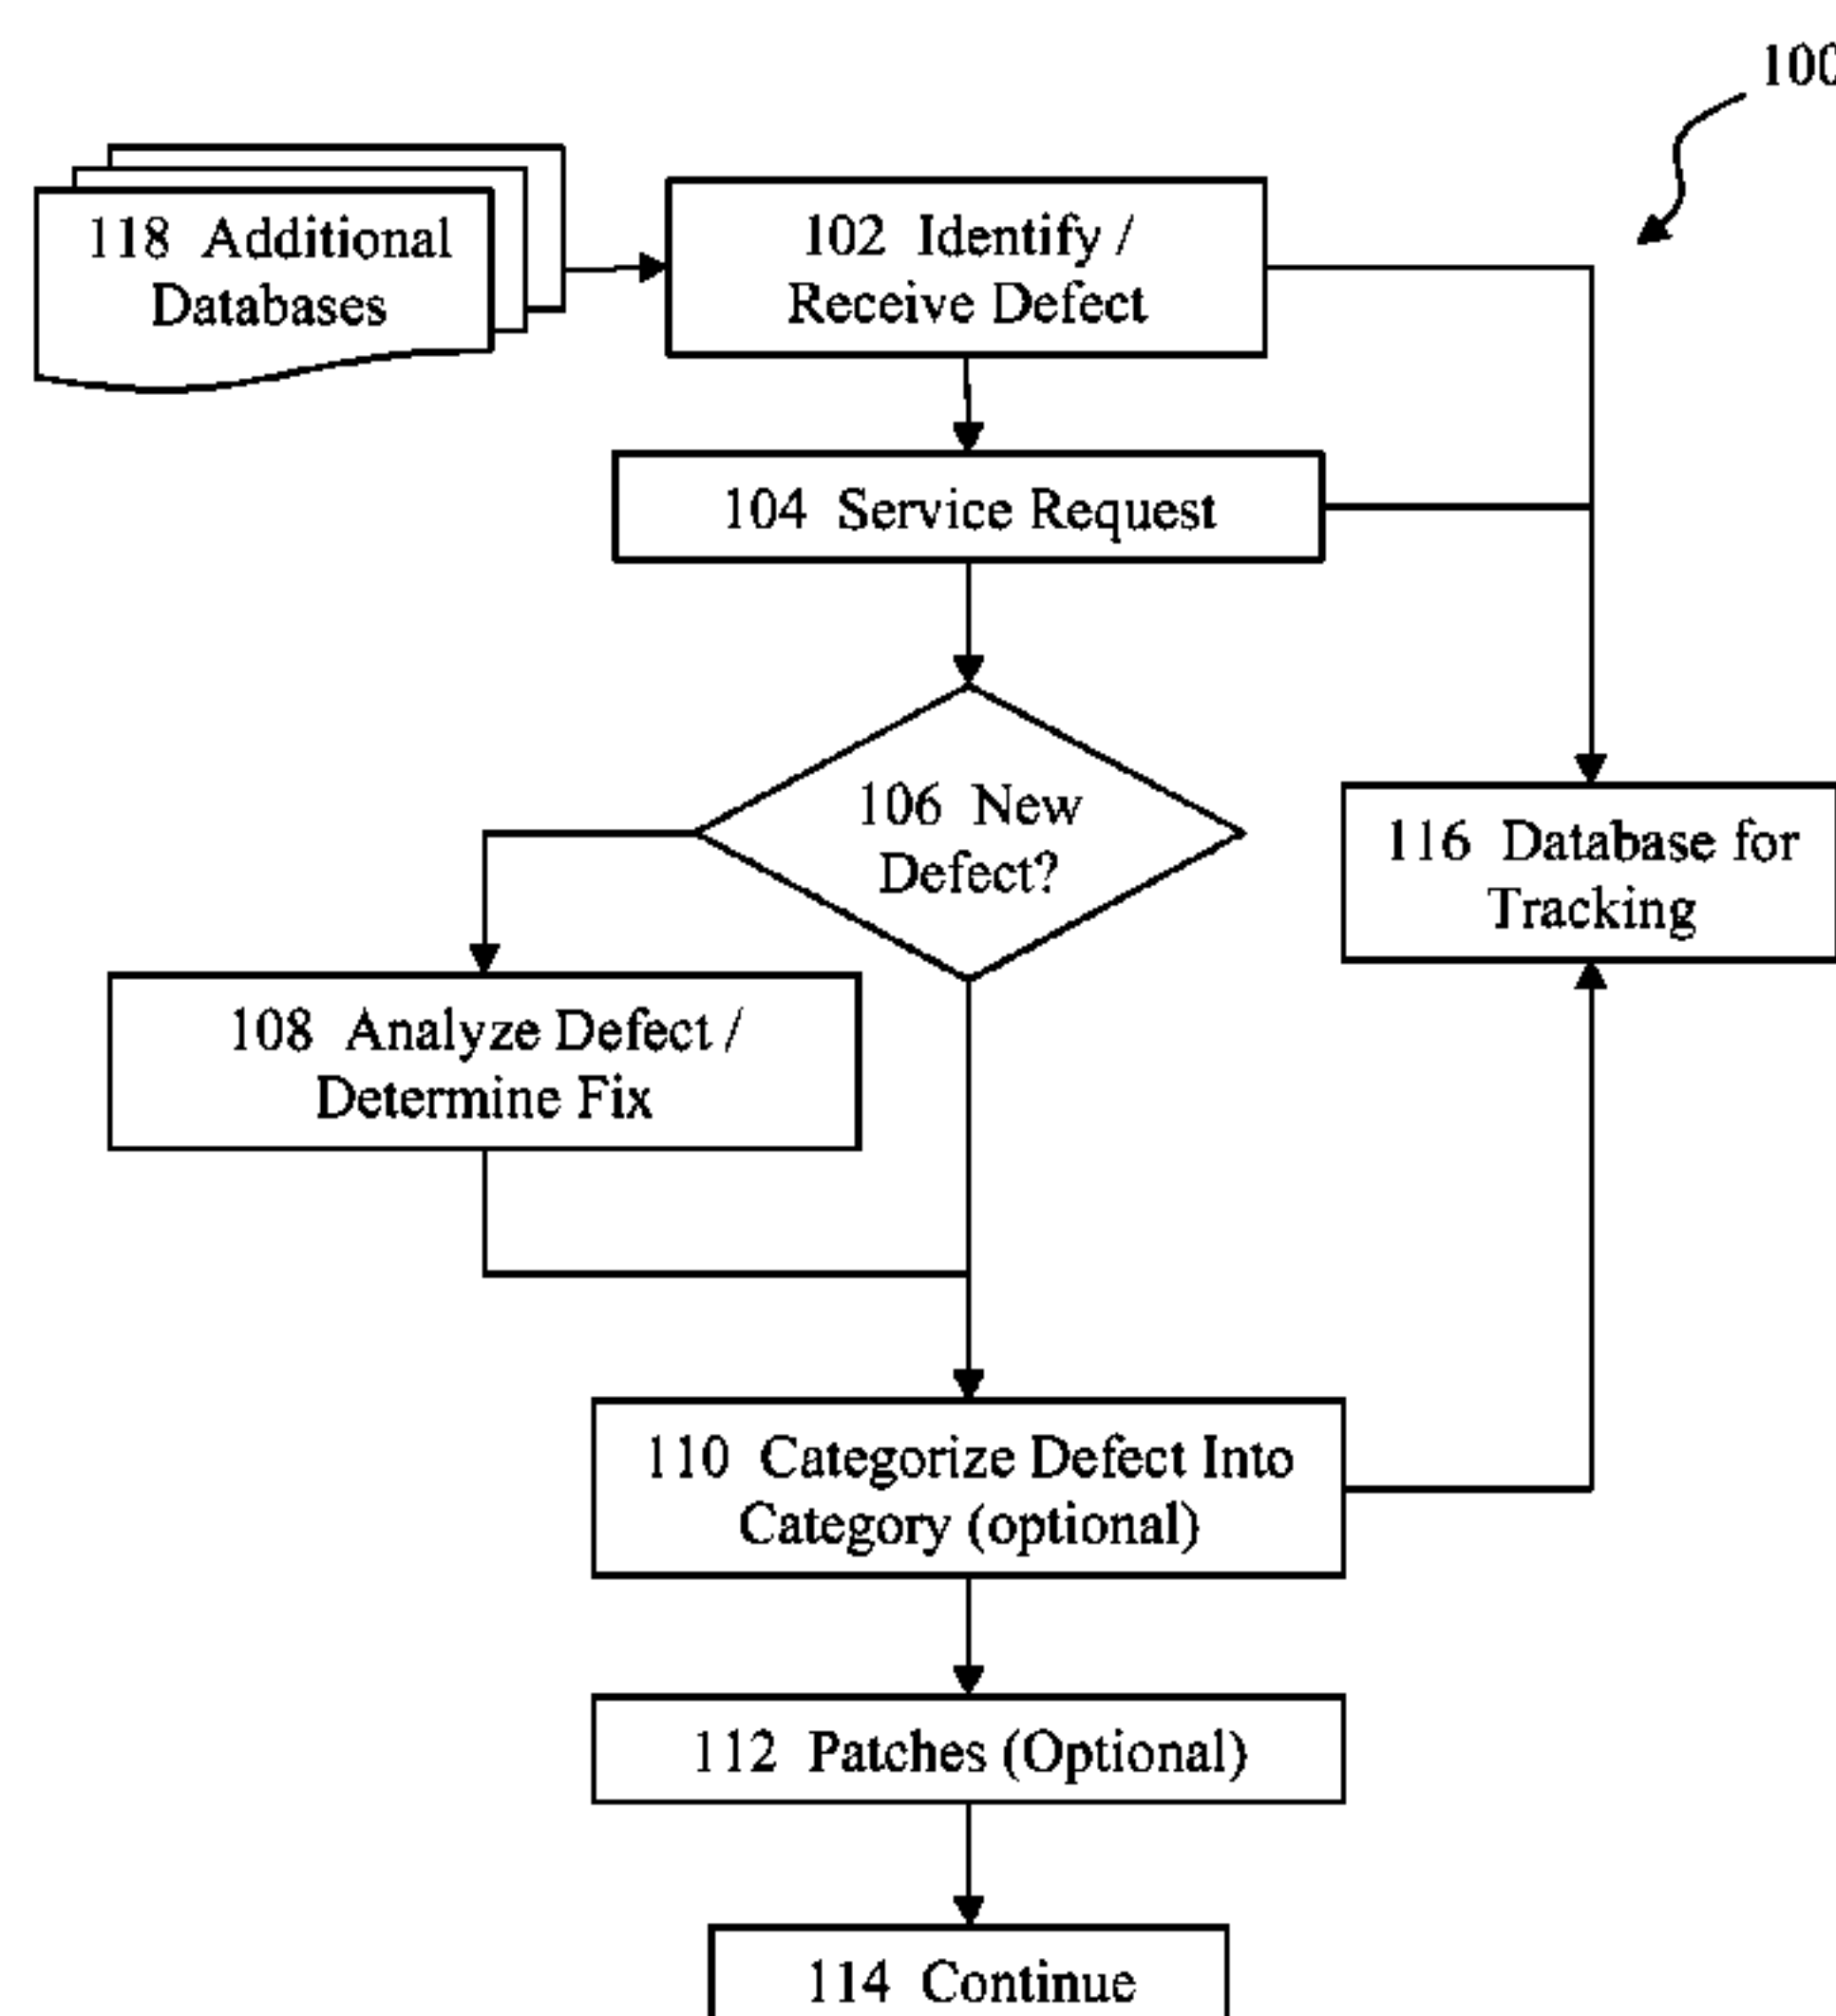 100
118 Additional
Databases
102 Identify /
Receive Defect
104 Service Request
106 New
Defect?
116 Database for
Tracking
108 Analyze Defect /
Determine Fix
110 Categorize Defect Into
Category (optional)
112 Patches (Optional)
114 Continue